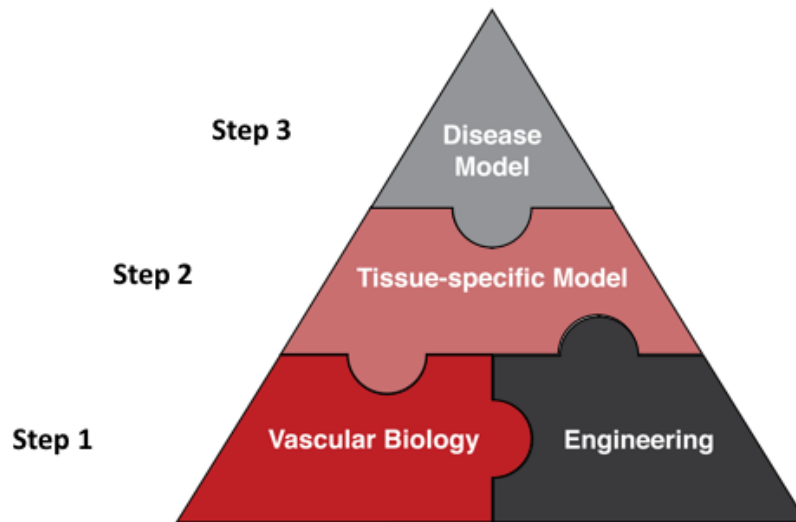 Step 3
Disease
Model
Step 2
Tissue-specific Model
Step 1
Vascular Biology
Engineering